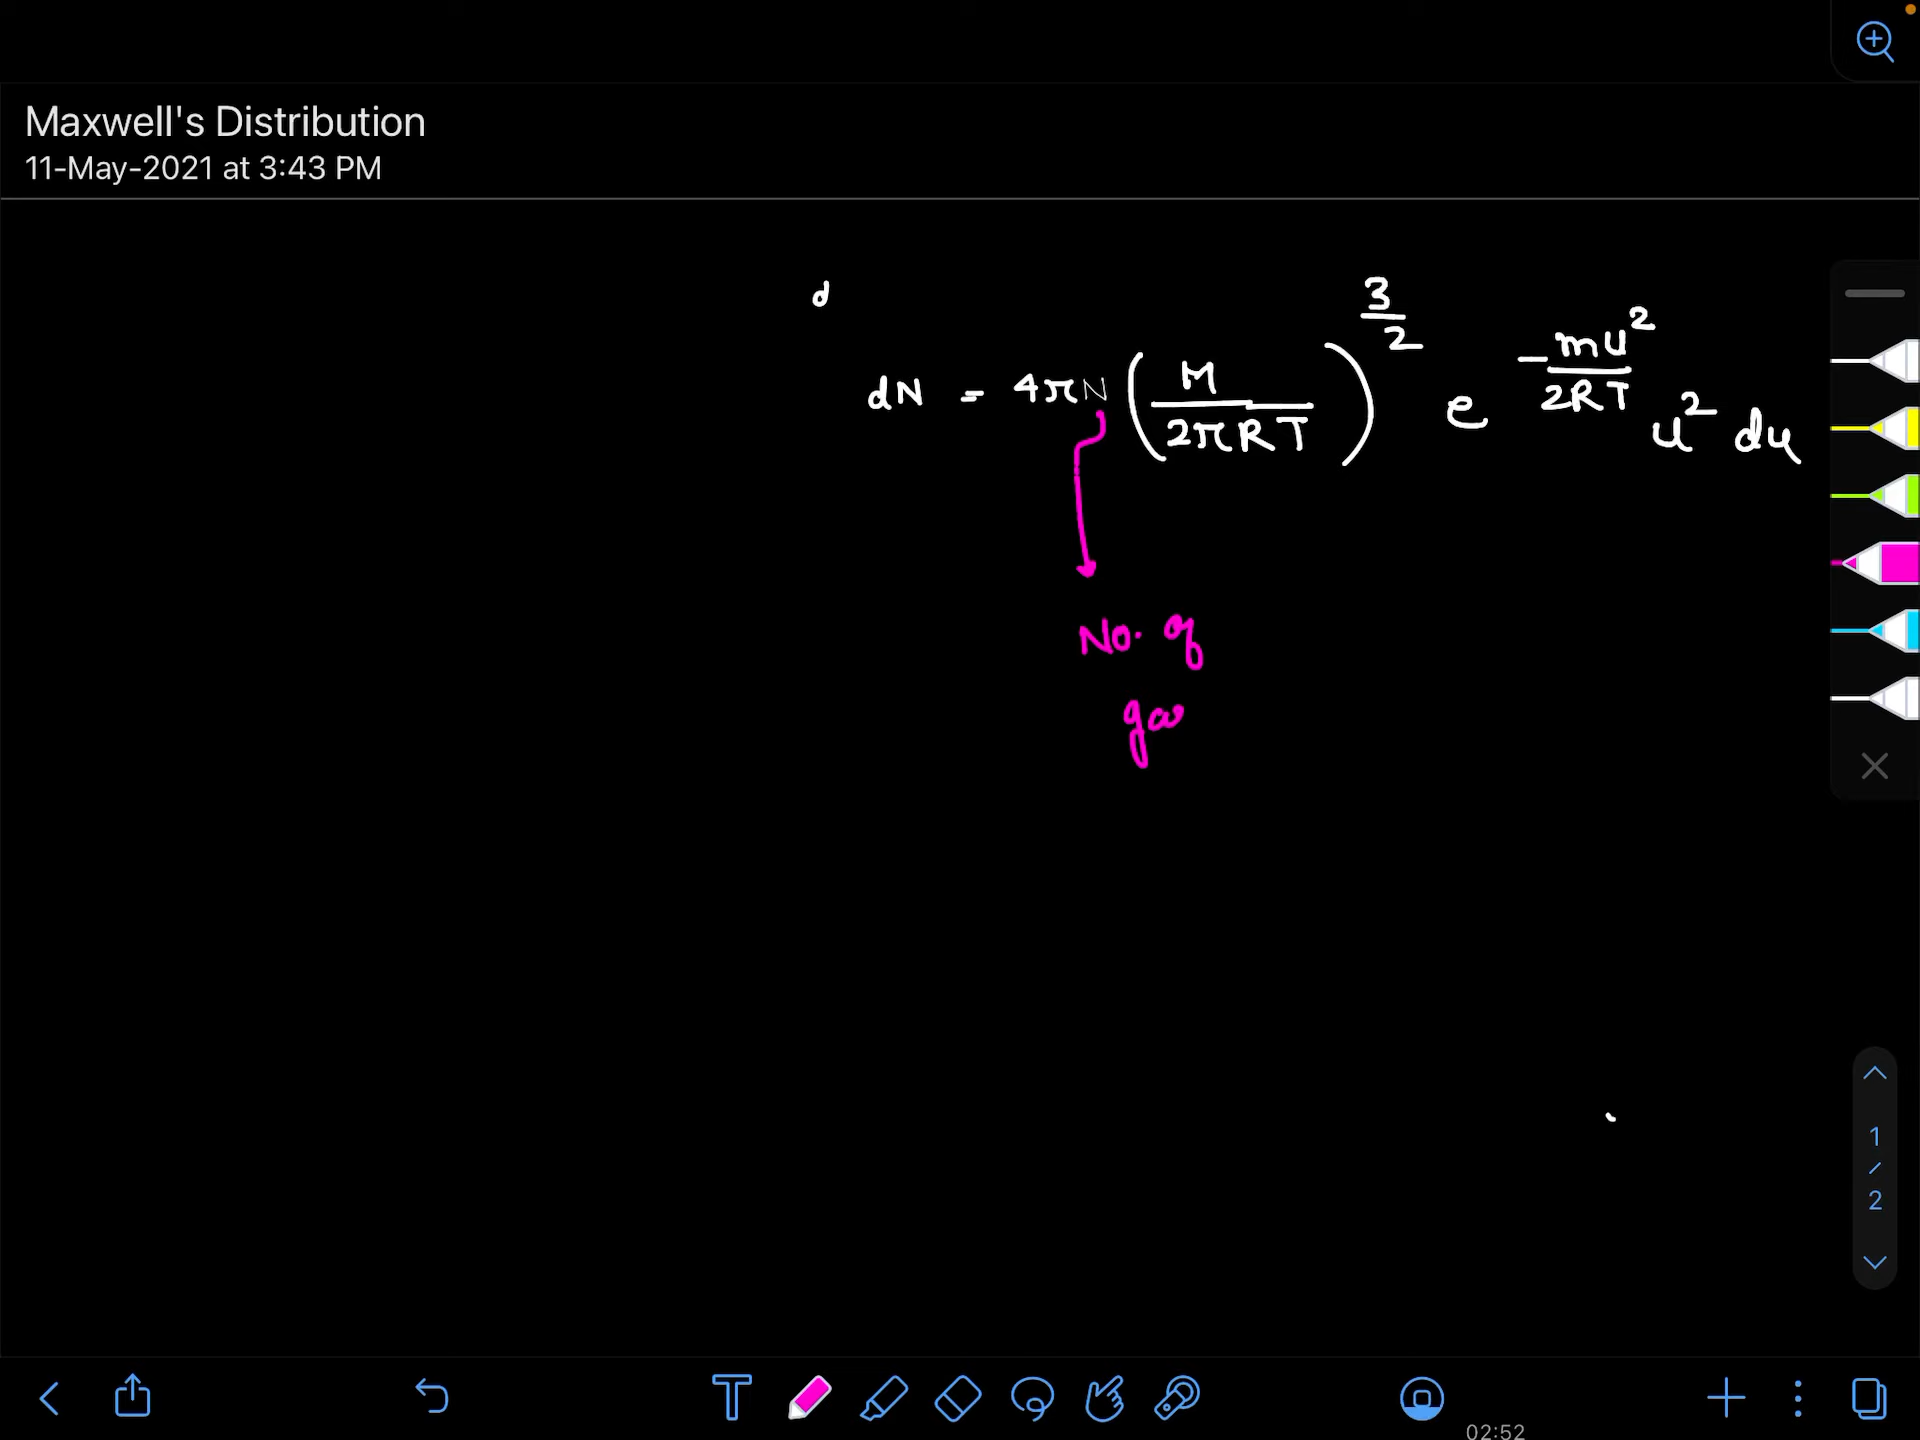 Maxwell's Distribution
11-May-2021 at 3:43 PM
d
dN = 4πN (M / 2πRT)^3/2 e^-mu²/2RT u² du
No. of
gas
1
/
2
02:52